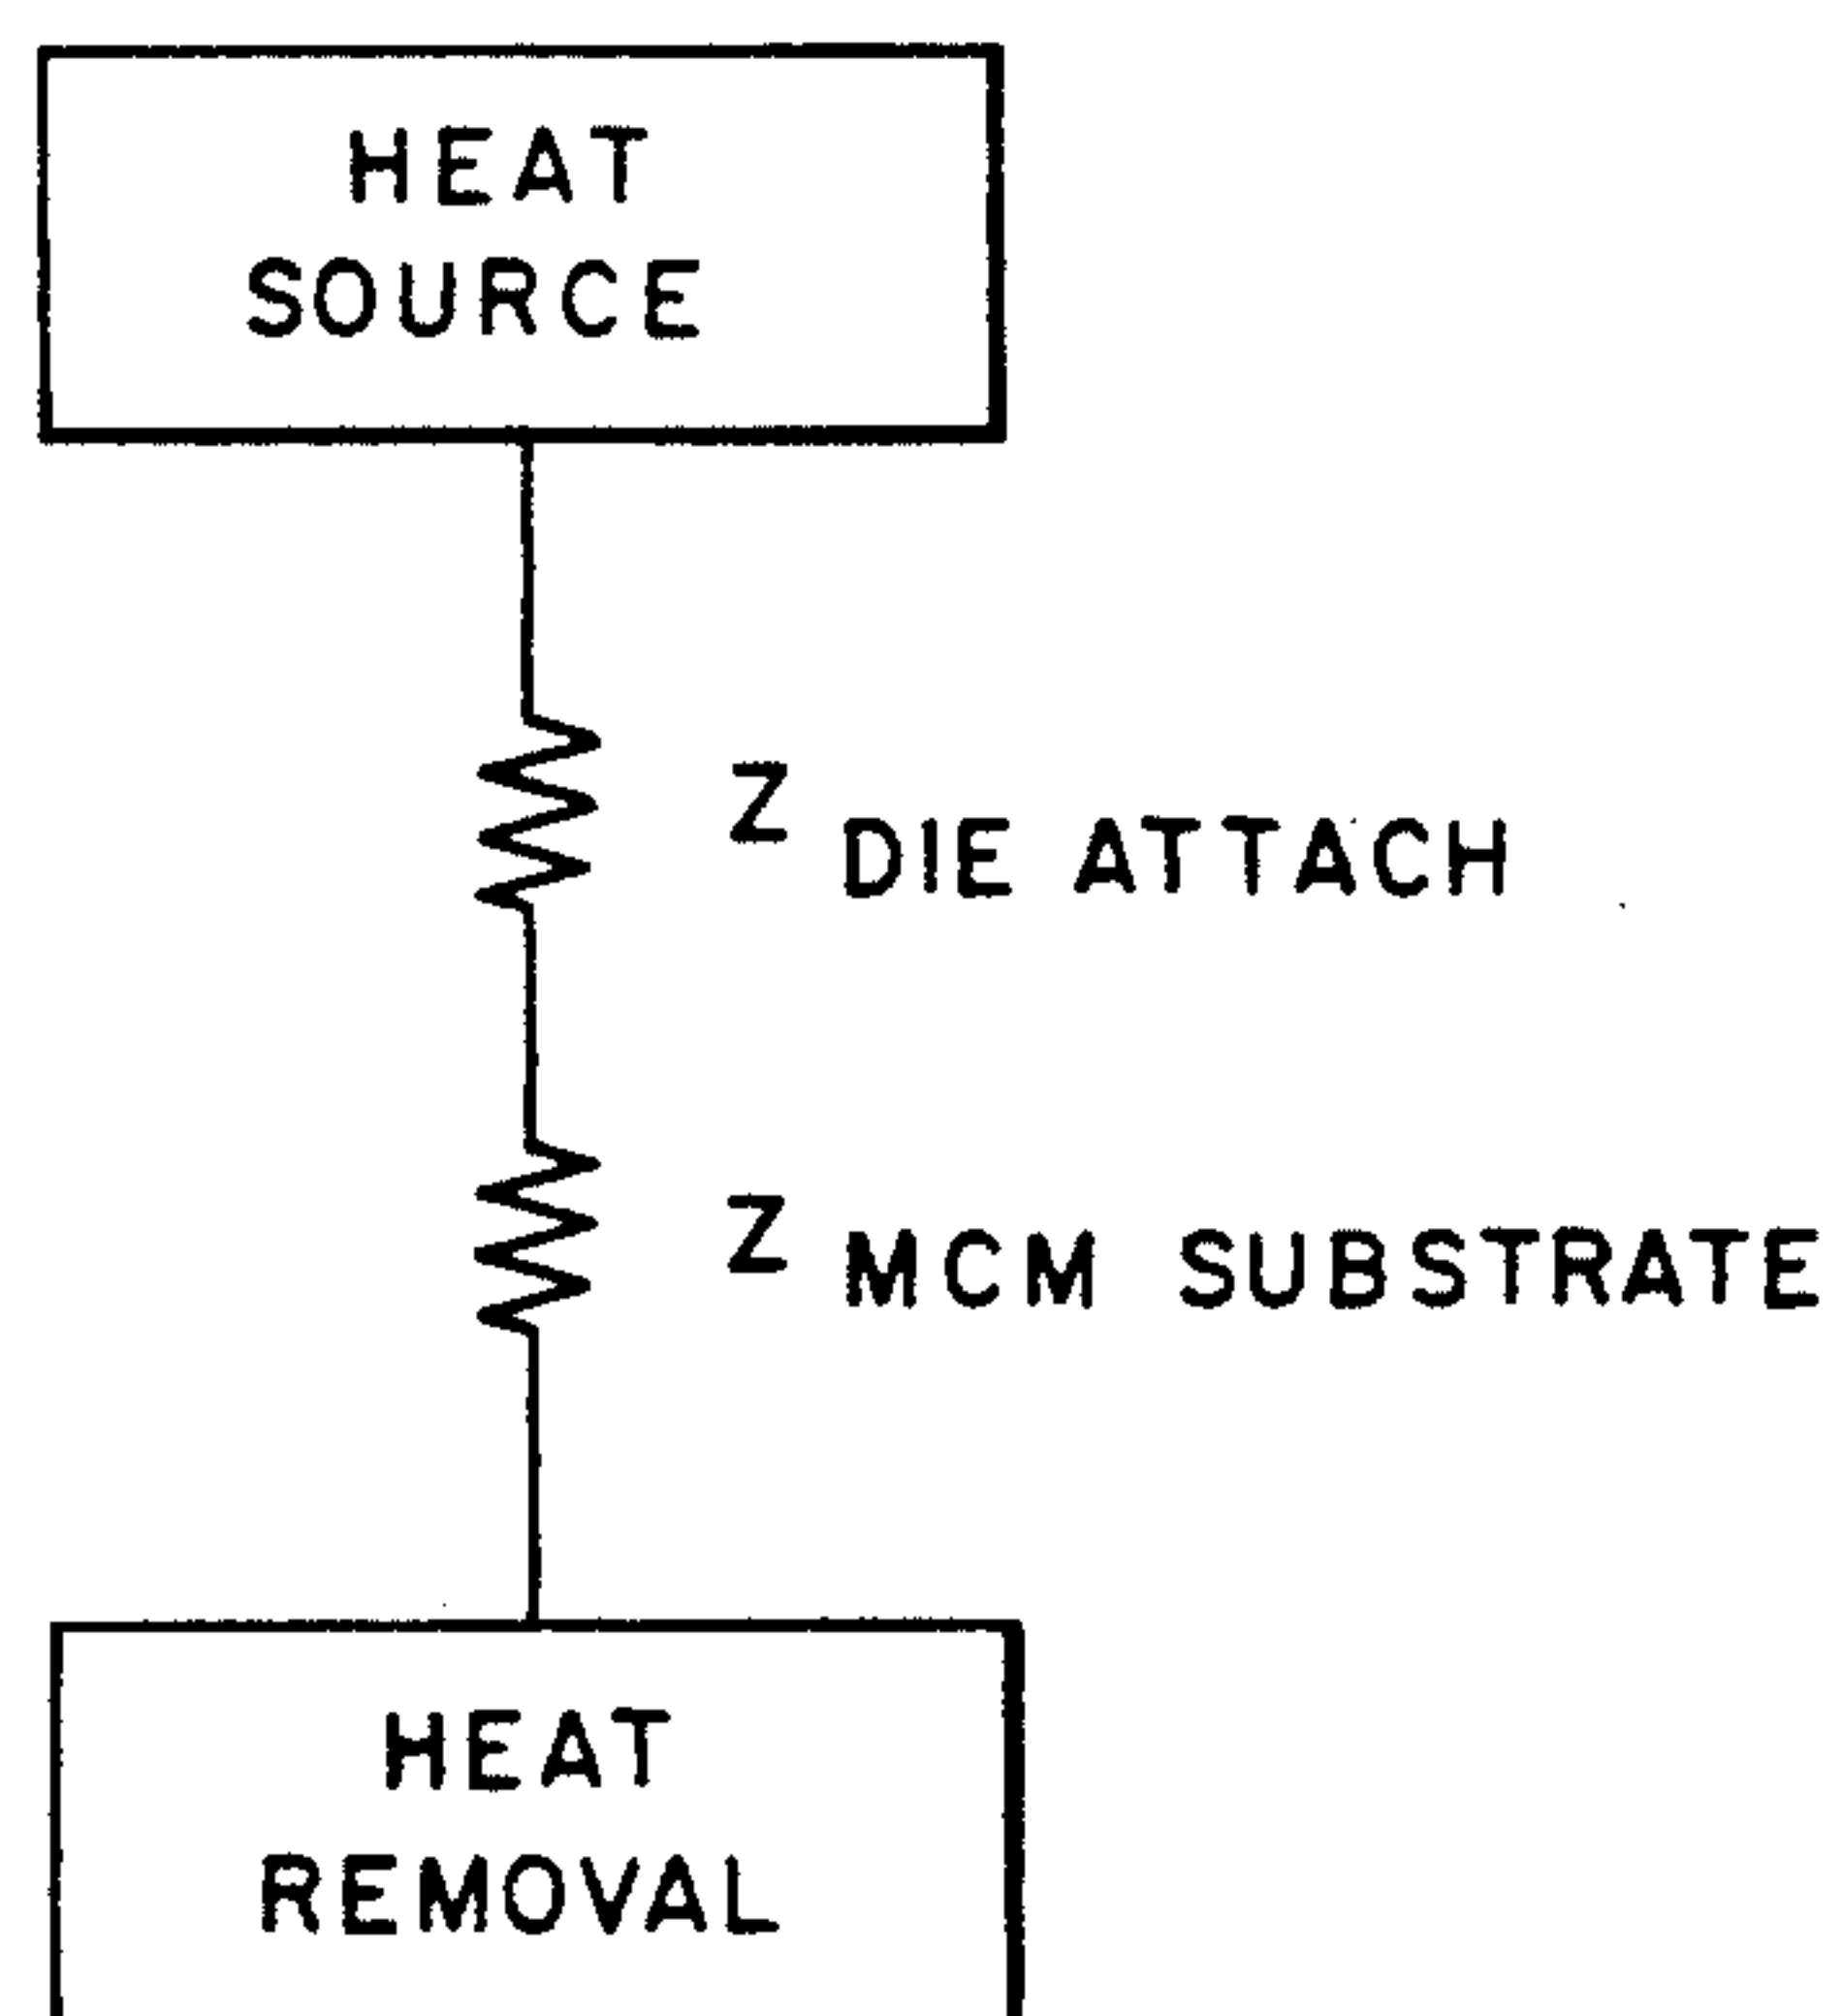 HEAT
SOURCE
Z DIE ATTACH
Z MCM SUBSTRATE
HEAT
REMOVAL